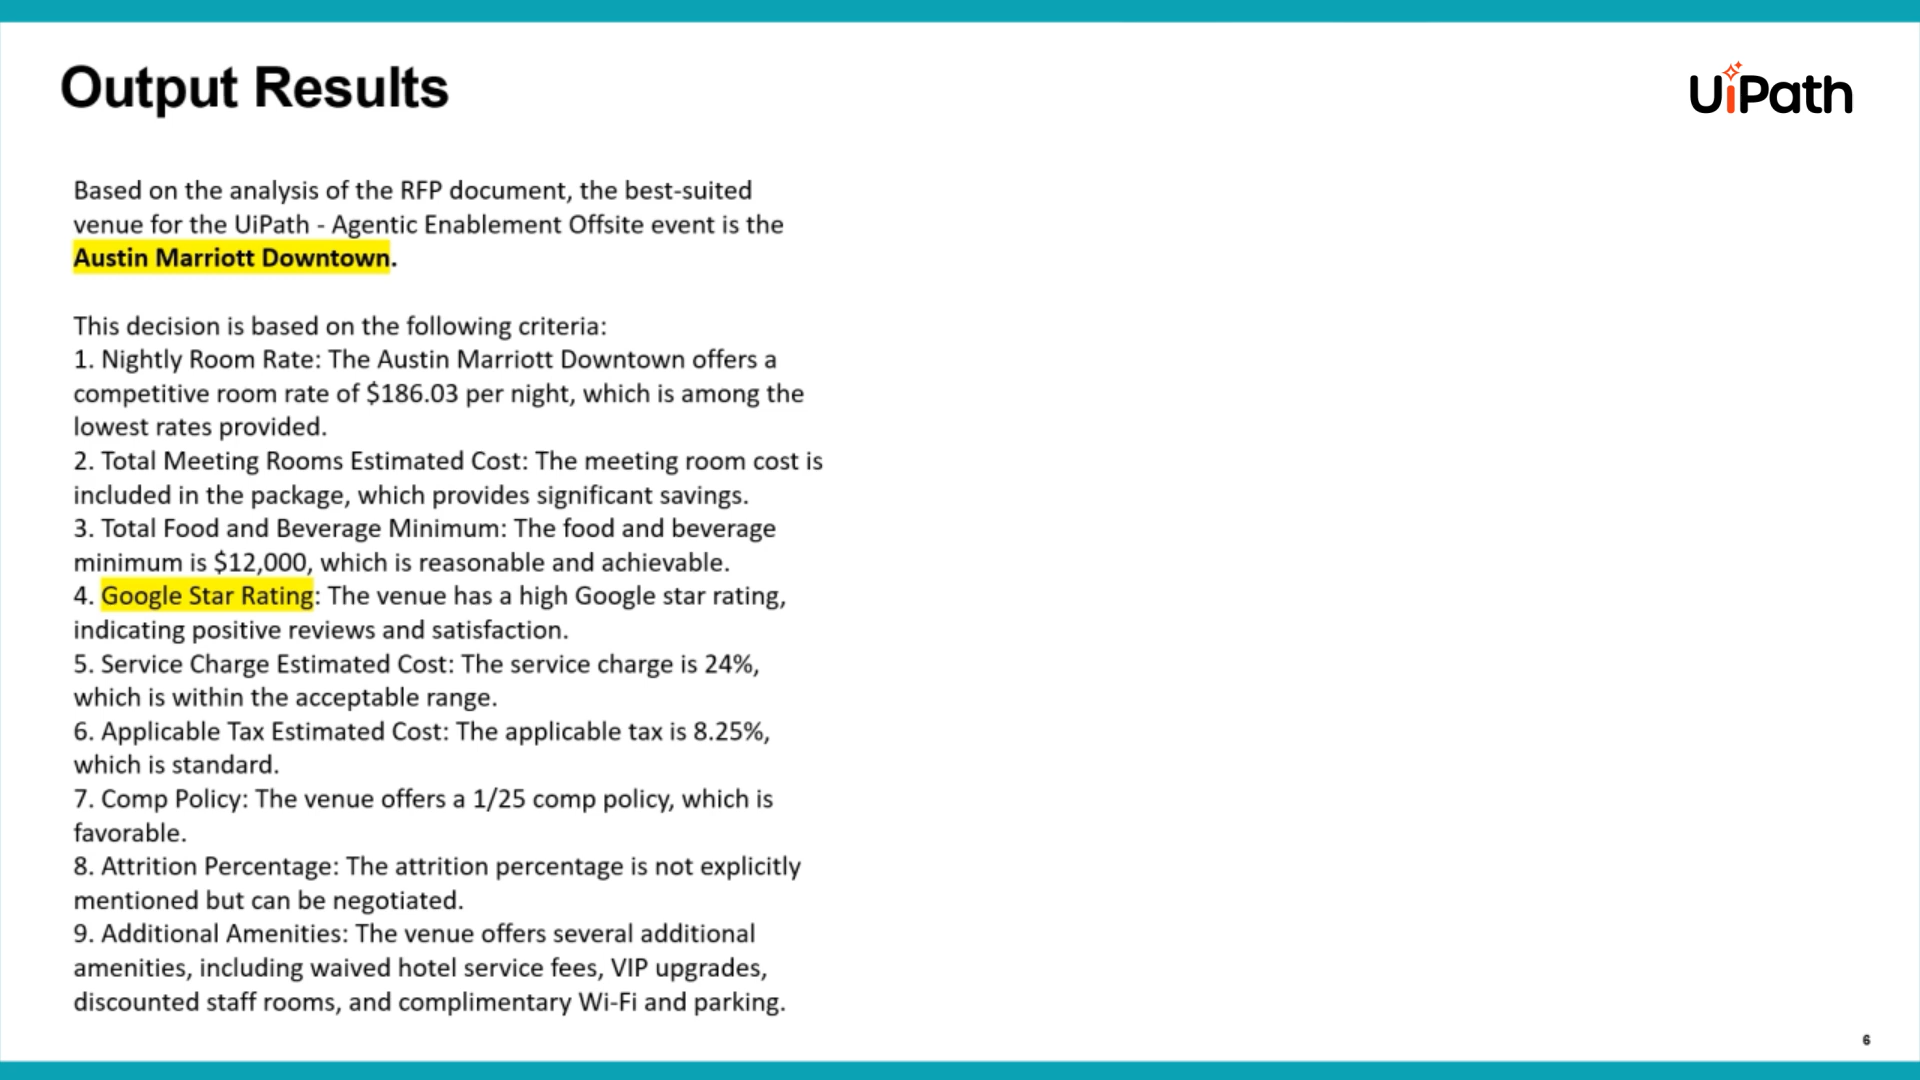 Output Results
UiPath
Based on the analysis of the RFP document, the best-suited
venue for the UiPath - Agentic Enablement Offsite event is the
Austin Marriott Downtown.
This decision is based on the following criteria:
1. Nightly Room Rate: The Austin Marriott Downtown offers a
competitive room rate of $186.03 per night, which is among the
lowest rates provided.
2. Total Meeting Rooms Estimated Cost: The meeting room cost is
included in the package, which provides significant savings.
3. Total Food and Beverage Minimum: The food and beverage
minimum is $12,000, which is reasonable and achievable.
4. Google Star Rating: The venue has a high Google star rating,
indicating positive reviews and satisfaction.
5. Service Charge Estimated Cost: The service charge is 24%,
which is within the acceptable range.
6. Applicable Tax Estimated Cost: The applicable tax is 8.25%,
which is standard.
7. Comp Policy: The venue offers a 1/25 comp policy, which is
favorable.
8. Attrition Percentage: The attrition percentage is not explicitly
mentioned but can be negotiated.
9. Additional Amenities: The venue offers several additional
amenities, including waived hotel service fees, VIP upgrades,
discounted staff rooms, and complimentary Wi-Fi and parking.
6